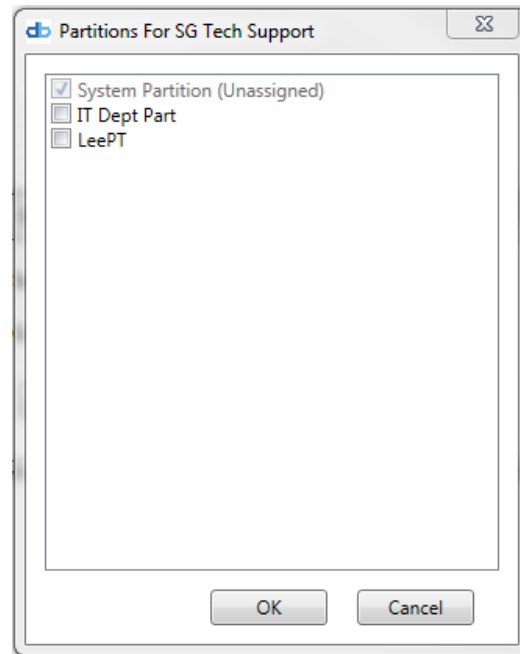 db Partitions For SG Tech Support
System Partition (Unassigned)
IT Dept Part
LeePT
OK
Cancel